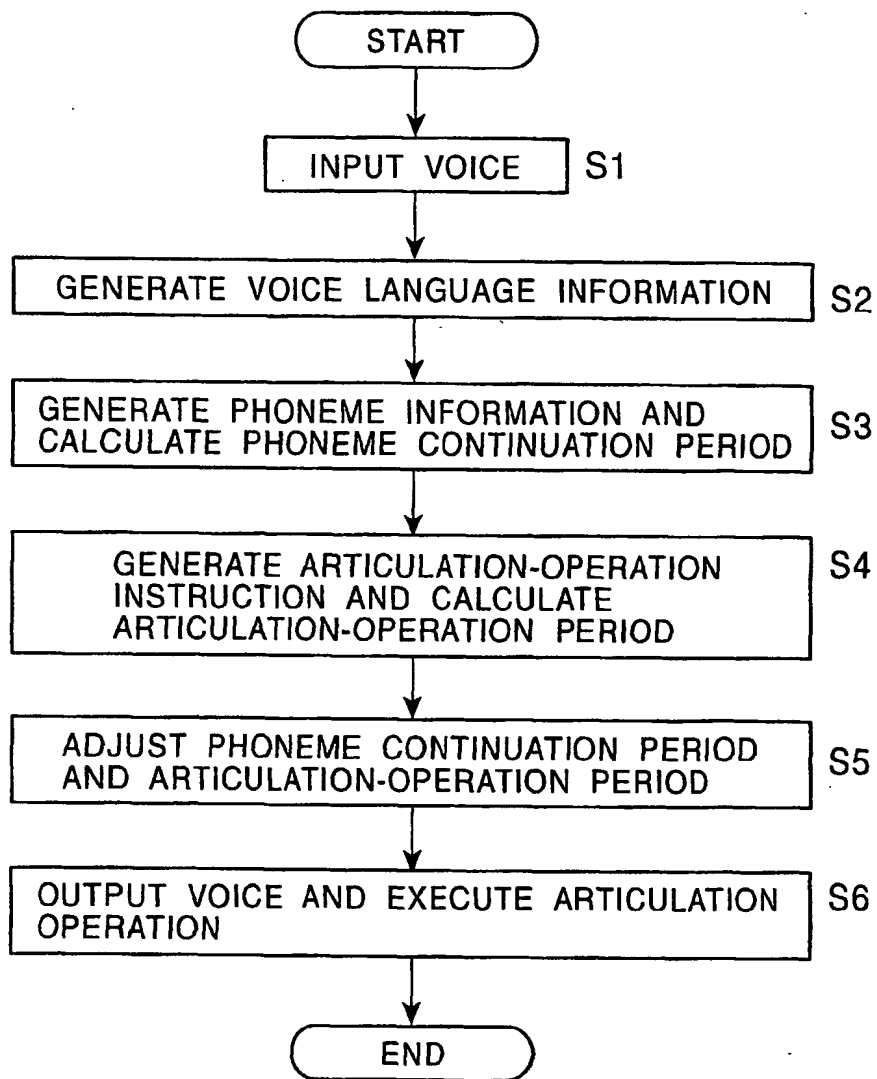 START
INPUT VOICE S1
GENERATE VOICE LANGUAGE INFORMATION S2
GENERATE PHONEME INFORMATION AND
CALCULATE PHONEME CONTINUATION PERIOD S3
GENERATE ARTICULATION-OPERATION S4
INSTRUCTION AND CALCULATE
ARTICULATION-OPERATION PERIOD
ADJUST PHONEME CONTINUATION PERIOD S5
AND ARTICULATION-OPERATION PERIOD
OUTPUT VOICE AND EXECUTE ARTICULATION S6
OPERATION
END